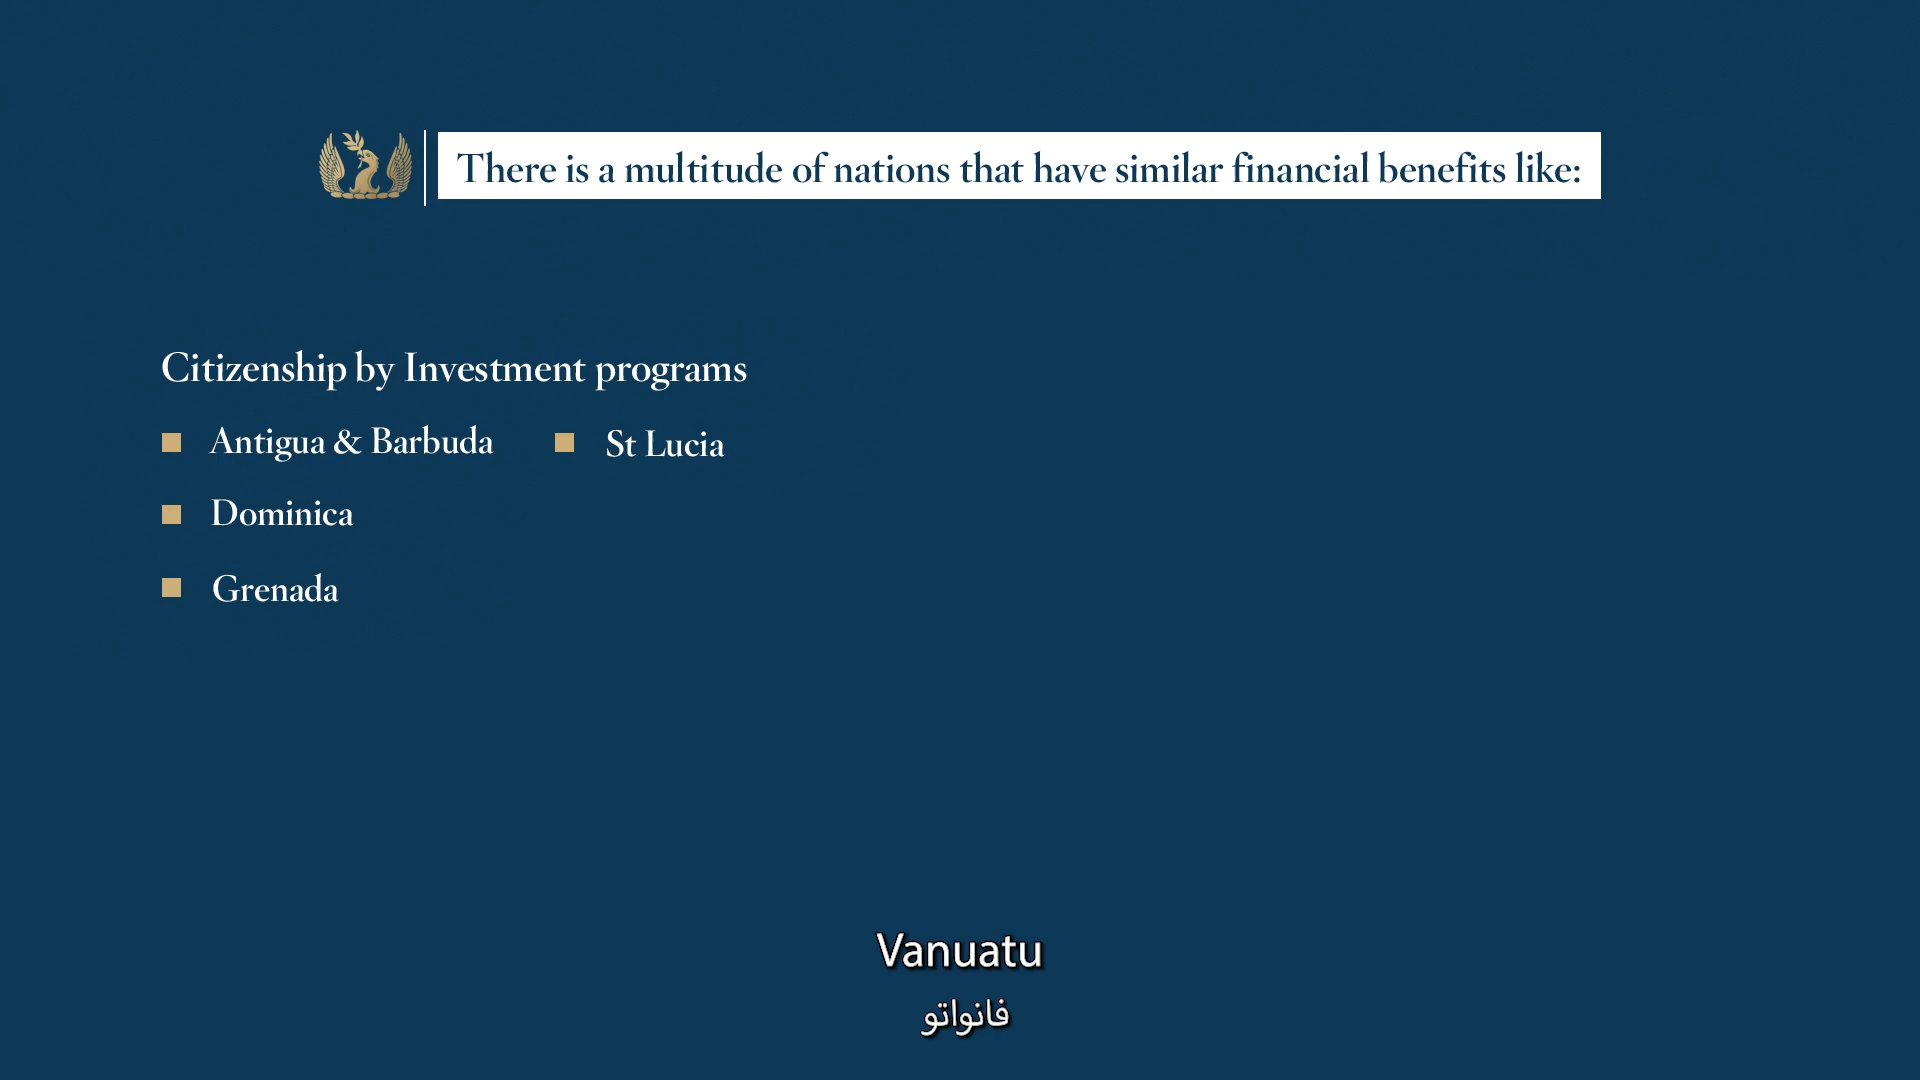 There is a multitude of nations that have similar financial benefits like:
Citizenship by Investment programs
Antigua & Barbuda
St Lucia
Dominica
Grenada
Vanuatu
فانواتو